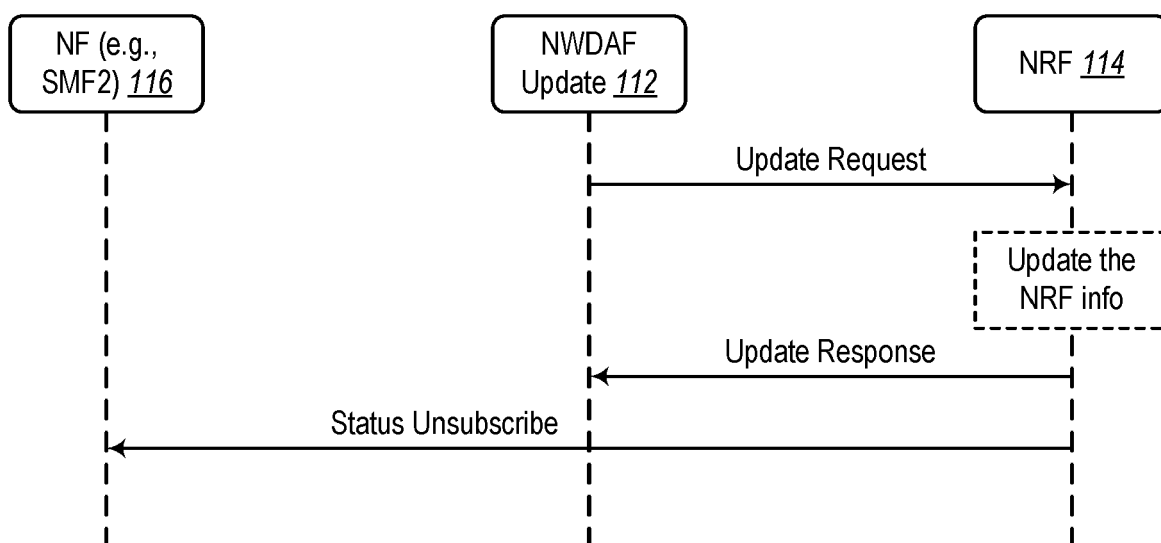 NF (e.g.,
SMF2) 116
NWDAF
Update 112
NRF 114
Update Request
Update the
NRF info
Update Response
Status Unsubscribe